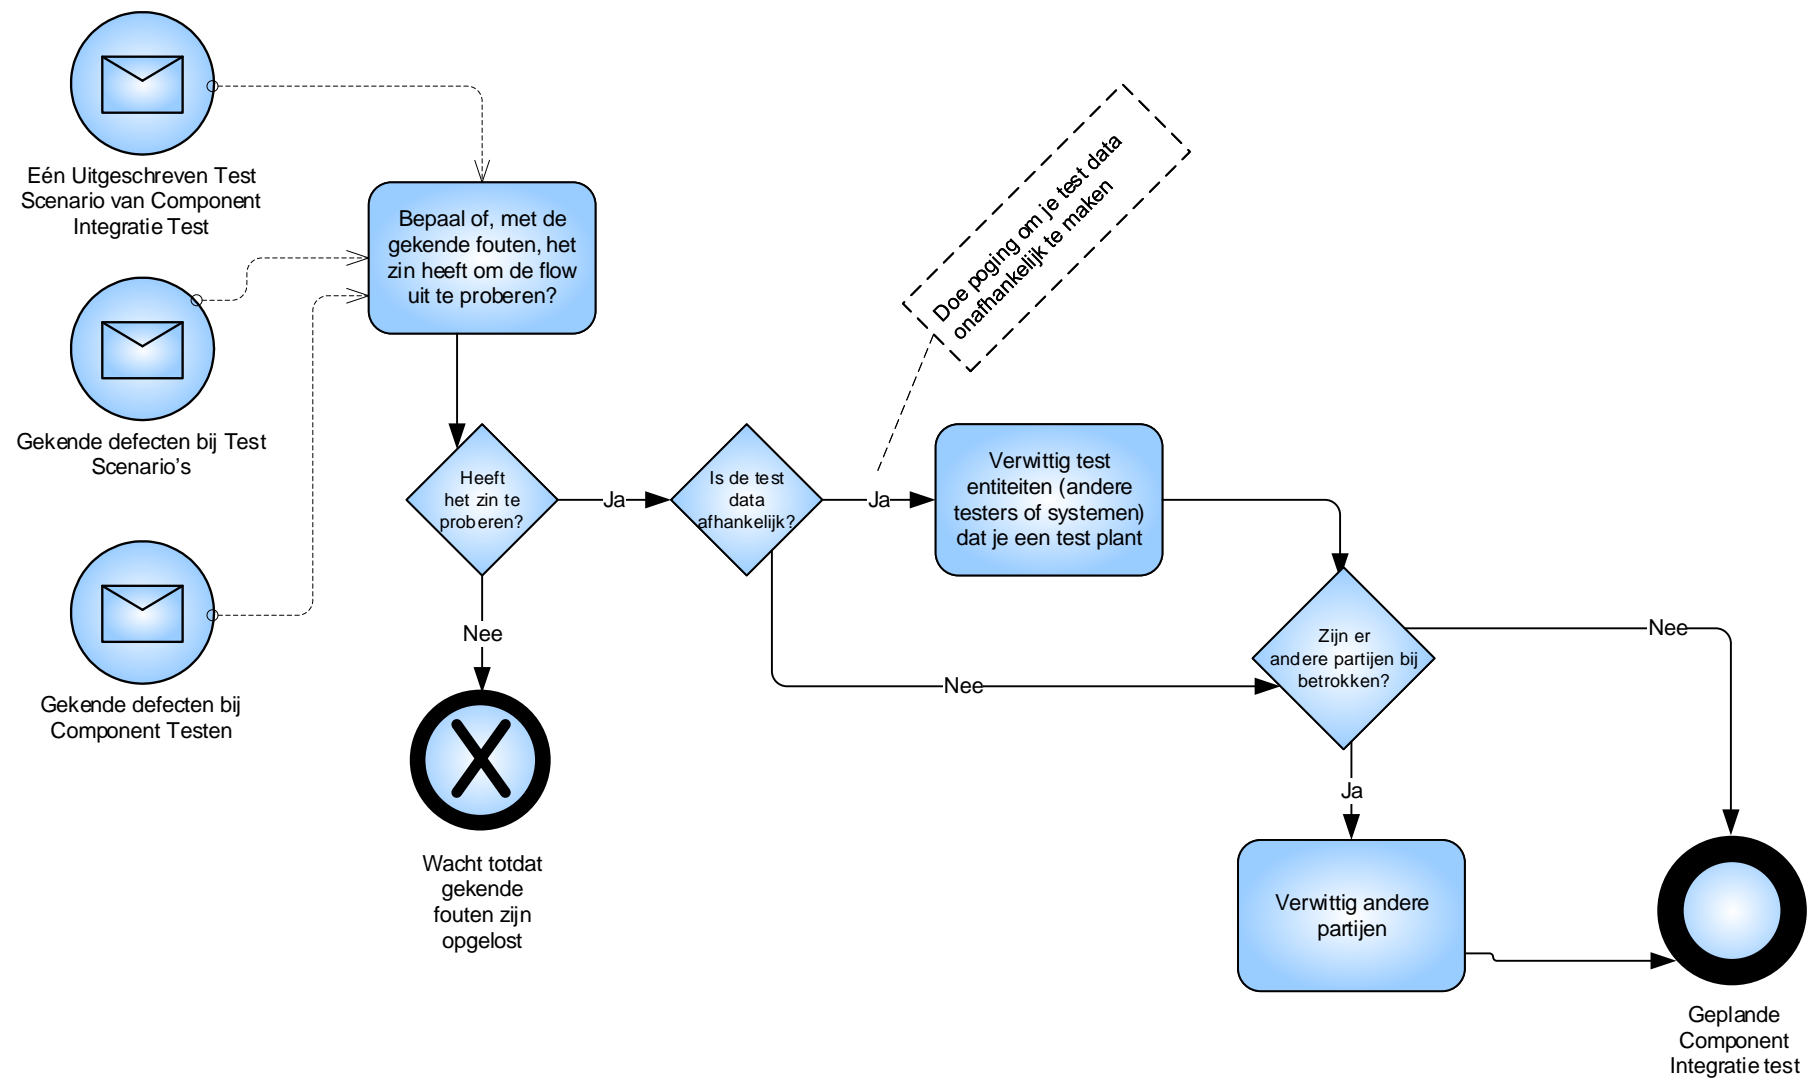 Eén Uitgeschreven Test
Scenario van Component
Integratie Test
Bepaal of, met de
gekende fouten, het
zin heeft om de flow
uit te proberen?
Doe poging om je test data
onafhankelijk te maken
Gekende defecten bij Test
Scenario's
Heeft
het zin te
proberen?
Ja
Is de test
data
afhankelijk?
Ja
Verwittig test
entiteiten (andere
testers of systemen)
dat je een test plant
Nee
Nee
Zijn er
andere partijen bij
betrokken?
Nee
Gekende defecten bij
Component Testen
Ja
Wacht totdat
gekende
fouten zijn
opgelost
Verwittig andere
partijen
Geplande
Component
Integratie test